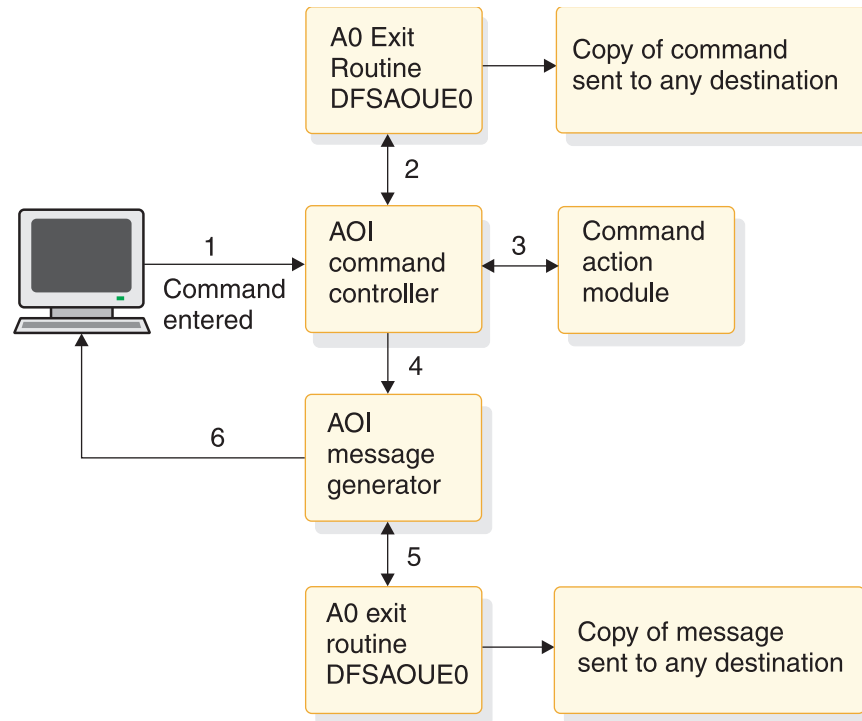 A0 Exit
Routine
DFSAOUE0
Copy of command
sent to any destination
2
1
Command
entered
AOI
command
controller
3
Command
action
module
4
6
AOI
message
generator
5
A0 exit
routine
DFSAOUE0
Copy of message
sent to any destination